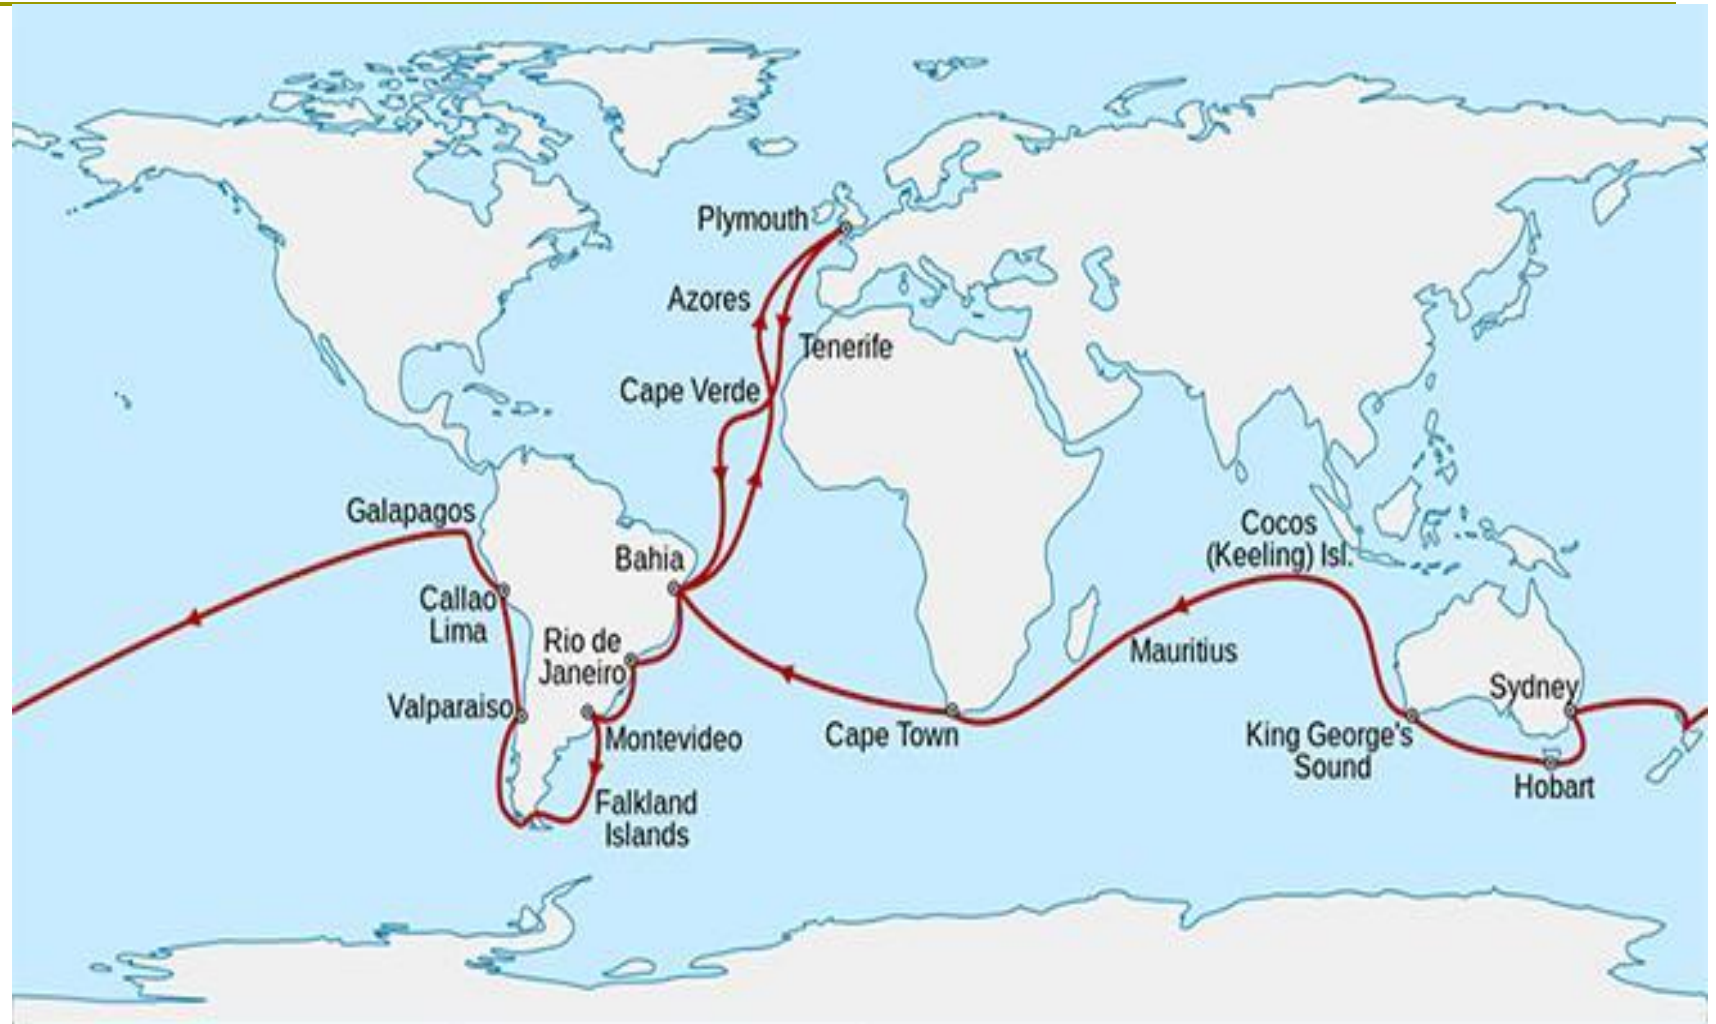 Plymouth
Azores
Tenerife
Cape Verde
Galapagos
Cocos
(Keeling) Isl.
Bahia
Callao
Lima
Rio de
Janeiro
Mauritius
Sydney
Valparaiso
Montevideo
Cape Town
King George's
Sound
Hobart
Falkland
Islands